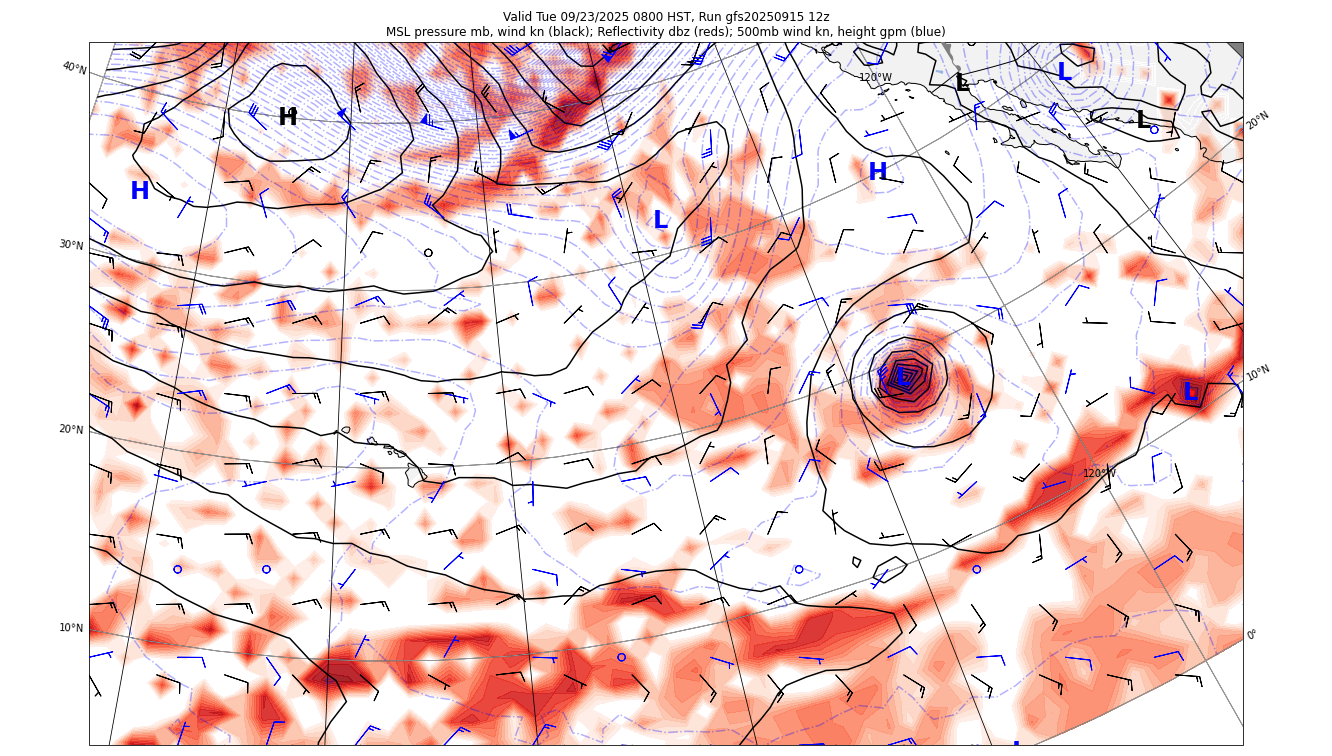 Valid Tue 09/23/2025 0800 HST, Run gfs20250915 12z
MSL pressure mb, wind kn (black); Reflectivity dbz (reds); 500mb wind kn, height gpm (blue)
40°N
120°W
L
L
L
20°N
H
H
H
L
30°N
L
L
10°N
20°N
120°W
10°N
0°